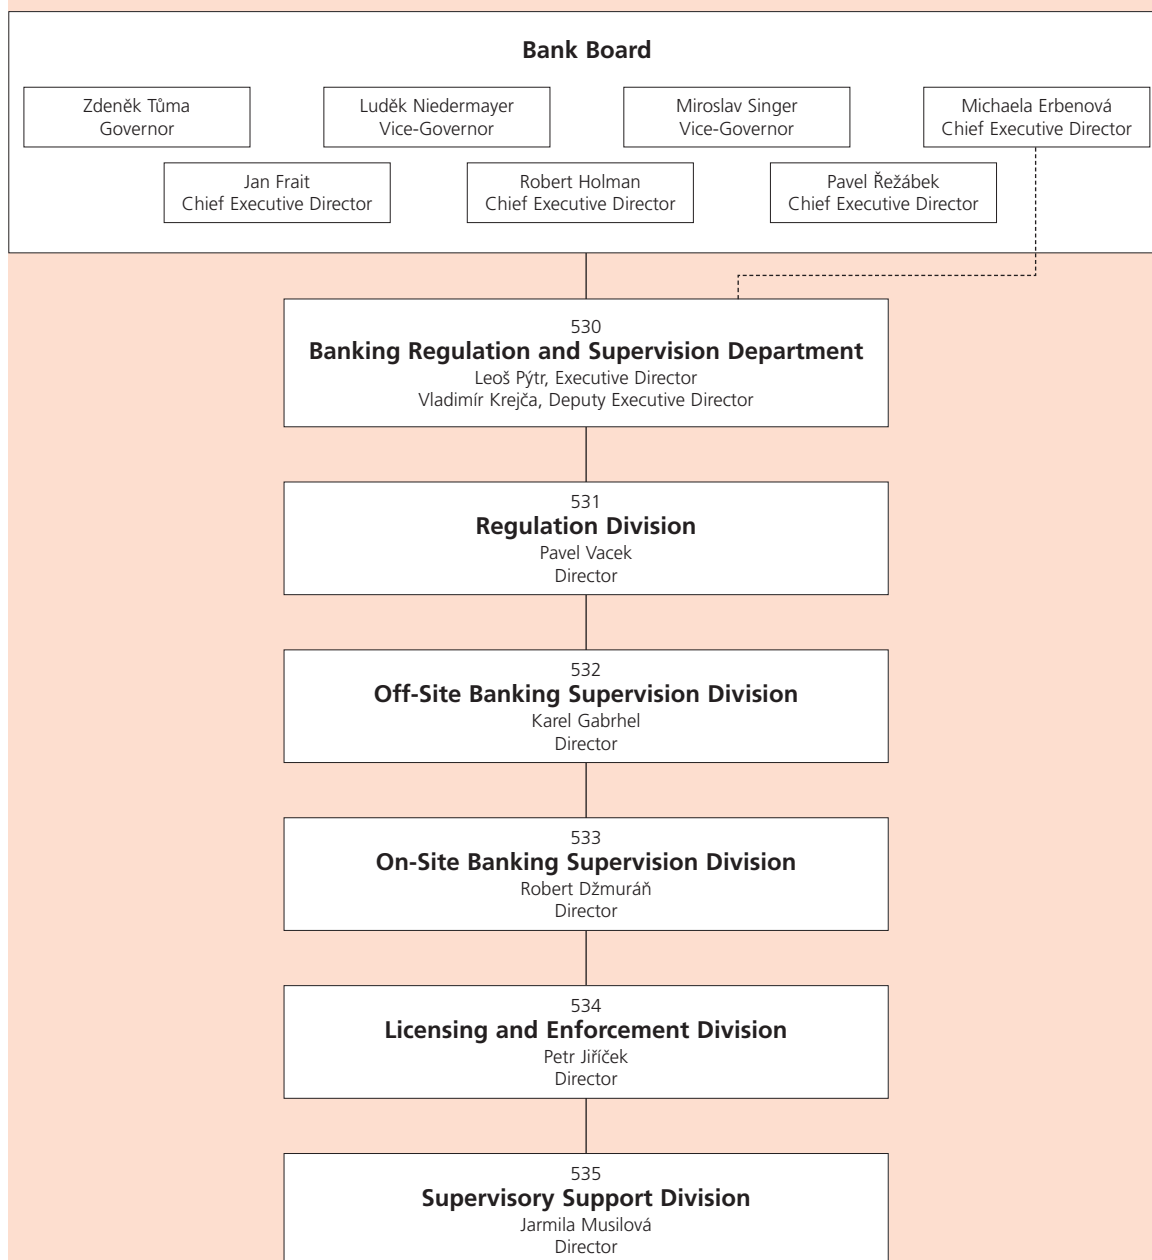 Bank Board
Zdeněk Tůma
Governor
Luděk Niedermayer
Vice-Governor
Miroslav Singer
Vice-Governor
Michaela Erbenová
Chief Executive Director
Jan Frait
Chief Executive Director
Robert Holman
Chief Executive Director
Pavel Řežábek
Chief Executive Director
530
Banking Regulation and Supervision Department
Leoš Pýtr, Executive Director
Vladimír Krejča, Deputy Executive Director
531
Regulation Division
Pavel Vacek
Director
532
Off-Site Banking Supervision Division
Karel Gabrhel
Director
533
On-Site Banking Supervision Division
Robert Džmuráň
Director
534
Licensing and Enforcement Division
Petr Jiříček
Director
535
Supervisory Support Division
Jarmila Musilová
Director